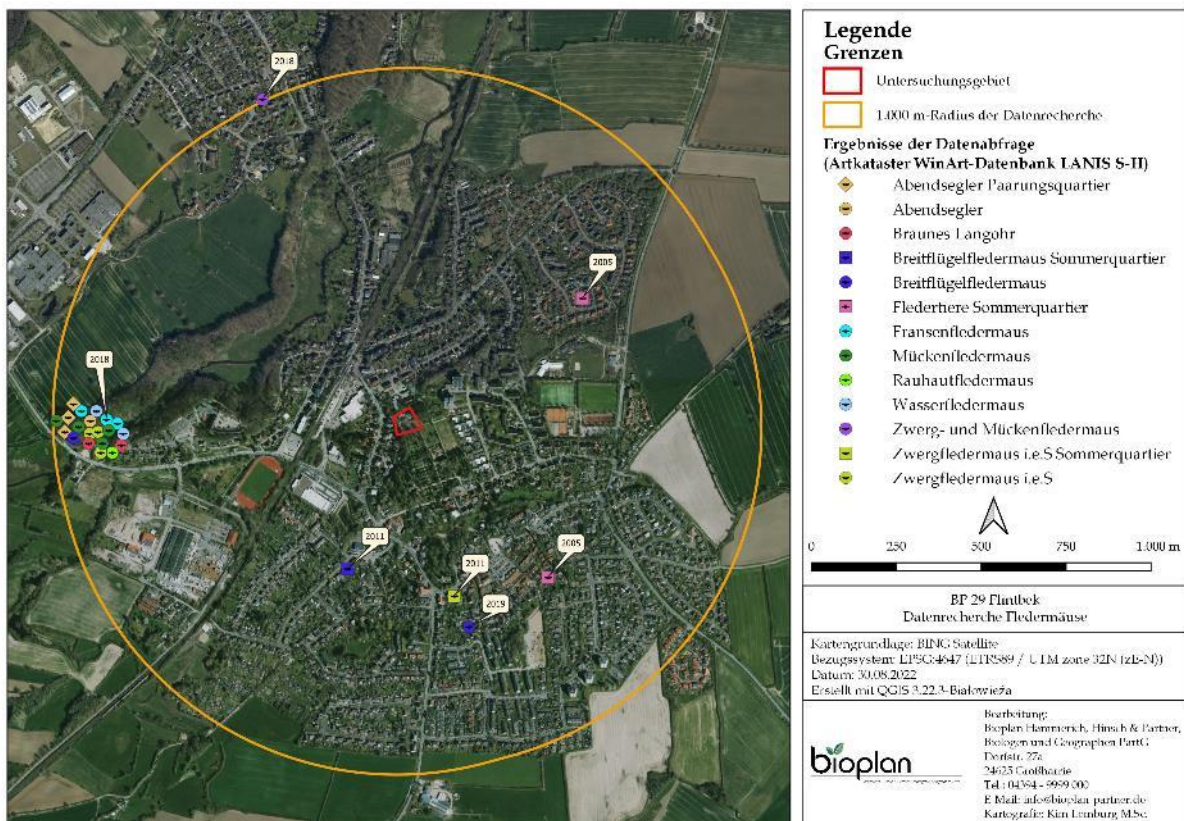 2018
2005
2018
2011
2011
2005
2019
Legende
Grenzen
Untersuchungsgebiet
1.000 m-Radius der Datenrecherche
Ergebnisse der Datenabfrage
(Artkataster WinArt-Datenbank LANIS S-H)
Abendsegler Paarungsquartier
Abendsegler
Braunes Langohr
Breitflügelfledermaus Sommerquartier
Breitflügelfledermaus
Fledertiere Sommerquartier
Fransenfledermaus
Mückenfledermaus
Rauhautfledermaus
Wasserfledermaus
Zwerg- und Mückenfledermaus
Zwergfledermaus i.e.S Sommerquartier
Zwergfledermaus i.e.S
0 250 500 750 1.000 m
BP 29 Flintbek
Datenrecherche Fledermäuse
Kartengrundlage: BING Satellite
Bezugssystem: EPSG:4647 (ETRS89 / UTM zone 32N (zE-N))
Datum: 30.08.2022
Erstellt mit QGIS 3.22.3-Białowieża
bioplan
Bearbeitung:
Bioplan Hammerich, Hinsch & Partner,
Biologen und Geographen PartG
Dorfstr. 27a
24625 Großharrie
Tel.: 04394 - 9999 000
E-Mail: info@bioplan-partner.de
Kartografie: Kim Lemburg M.Sc.